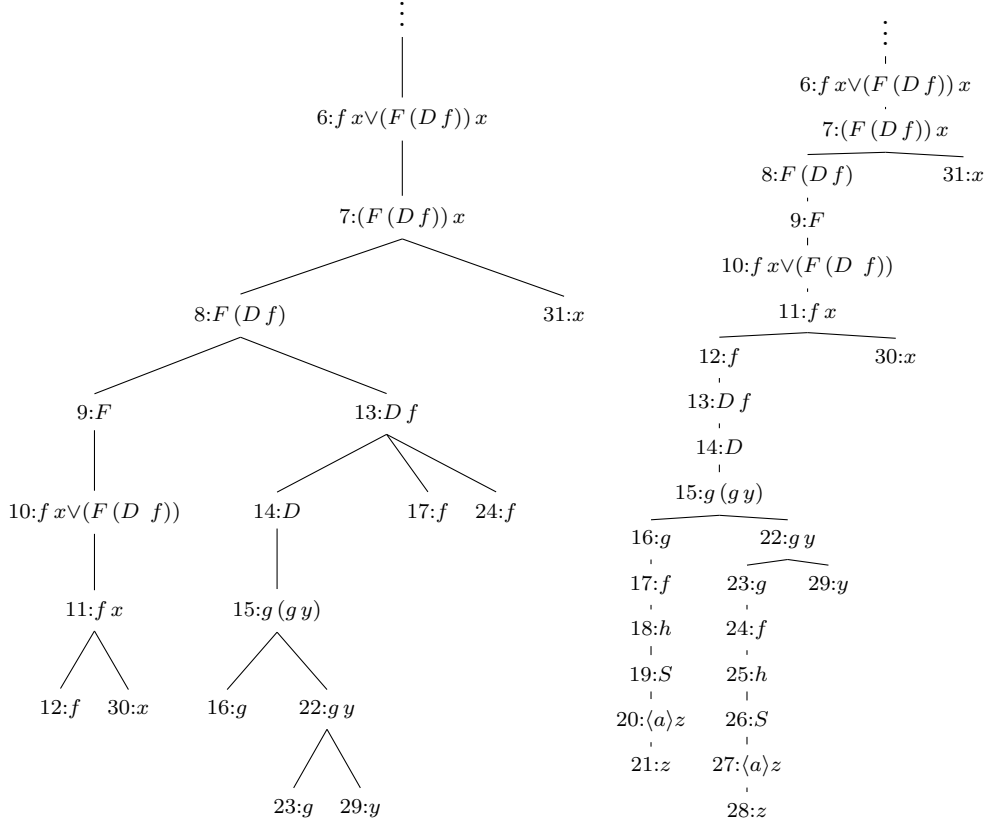 ⋮
6:f x∨(F (D f)) x
7:(F (D f)) x
8:F (D f)
31:x
9:F
13:D f
10:f x∨(F (D f))
14:D
17:f
24:f
11:f x
15:g (g y)
12:f
30:x
16:g
22:g y
23:g
29:y
⋮
6:f x∨(F (D f)) x
7:(F (D f)) x
8:F (D f)
31:x
9:F
10:f x∨(F (D f))
11:f x
12:f
30:x
13:D f
14:D
15:g (g y)
16:g
22:g y
17:f
23:g
29:y
18:h
24:f
19:S
25:h
20:⟨a⟩z
26:S
21:z
27:⟨a⟩z
28:z